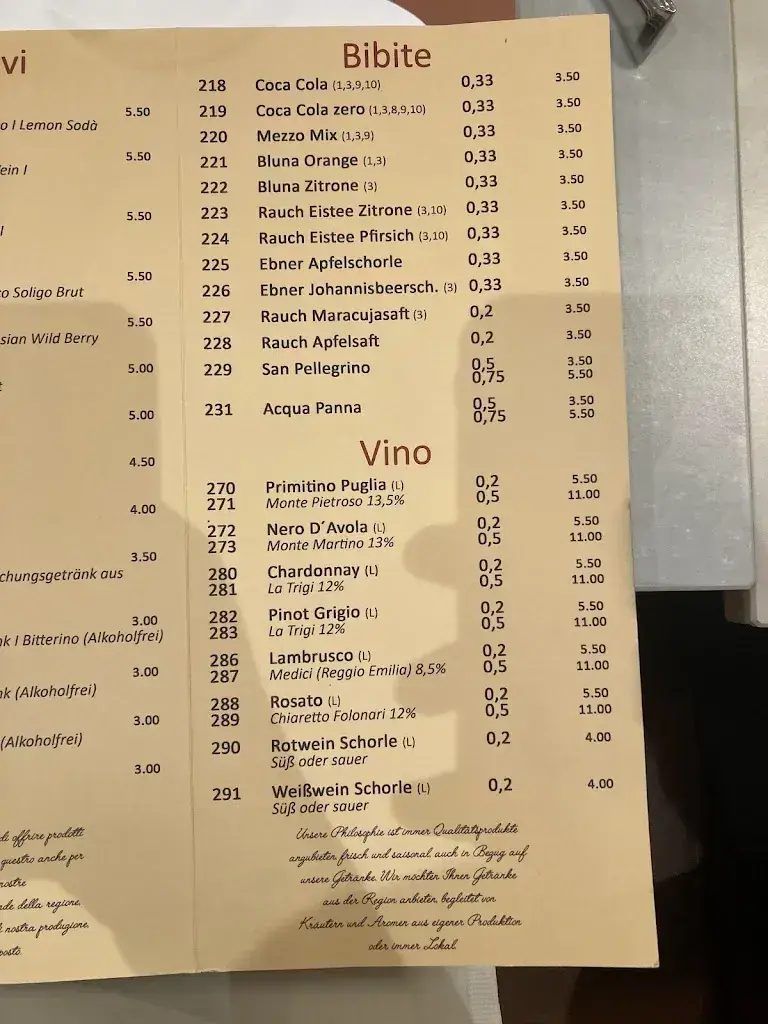 vi
5.50
o I Lemon Sodà
5.50
ein I
5.50
5.50
o Soligo Brut
5.50
sian Wild Berry
5.00
5.00
4.50
4.00
3.50
chungsgetränk aus
3.00
nk I Bitterino (Alkoholfrei)
3.00
nk (Alkoholfrei)
3.00
(Alkoholfrei)
3.00
di offrire prodotti
questro anche per
nostre
nde della regione,
i nostra produgione,
posto.
Bibite
218 Coca Cola (1,3,9,10) 0,33 3.50
219 Coca Cola zero (1,3,8,9,10) 0,33 3.50
220 Mezzo Mix (1,3,9) 0,33 3.50
221 Bluna Orange (1,3) 0,33 3.50
222 Bluna Zitrone (3) 0,33 3.50
223 Rauch Eistee Zitrone (3,10) 0,33 3.50
224 Rauch Eistee Pfirsich (3,10) 0,33 3.50
225 Ebner Apfelschorle 0,33 3.50
226 Ebner Johannisbeersch. (3) 0,33 3.50
227 Rauch Maracujasaft (3) 0,2 3.50
228 Rauch Apfelsaft 0,2 3.50
229 San Pellegrino 0,5 3.50
0,75 5.50
231 Acqua Panna 0,5 3.50
0,75 5.50
Vino
270 Primitino Puglia (L) 0,2 5.50
271 Monte Pietroso 13,5% 0,5 11.00
272 Nero D´Avola (L) 0,2 5.50
273 Monte Martino 13% 0,5 11.00
280 Chardonnay (L) 0,2 5.50
281 La Trigi 12% 0,5 11.00
282 Pinot Grigio (L) 0,2 5.50
283 La Trigi 12% 0,5 11.00
286 Lambrusco (L) 0,2 5.50
287 Medici (Reggio Emilia) 8,5% 0,5 11.00
288 Rosato (L) 0,2 5.50
289 Chiaretto Folonari 12% 0,5 11.00
290 Rotwein Schorle (L) 0,2 4.00
Süß oder sauer
291 Weißwein Schorle (L) 0,2 4.00
Süß oder sauer
Unsere Philosophie ist immer Qualitätsprodukte
angubieten, frisch und saisonal, auch in Bezug auf
unsere Getränke. Wir möchten Ihnen Getränke
aus der Region anbieten, begleitet von
Kräutern und Aromen aus eigener Produktion
oder immer Lokal.